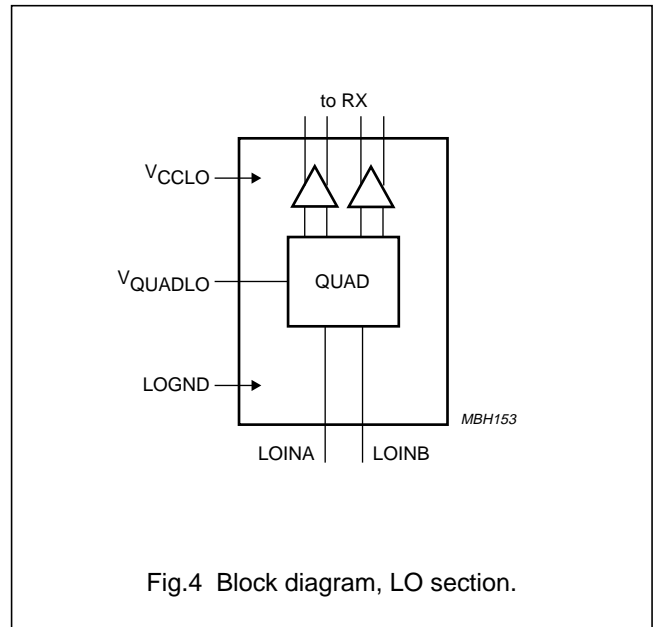 to RX
VCCLO
VQUADLO
QUAD
LOGND
MBH153
LOINA
LOINB
Fig.4 Block diagram, LO section.